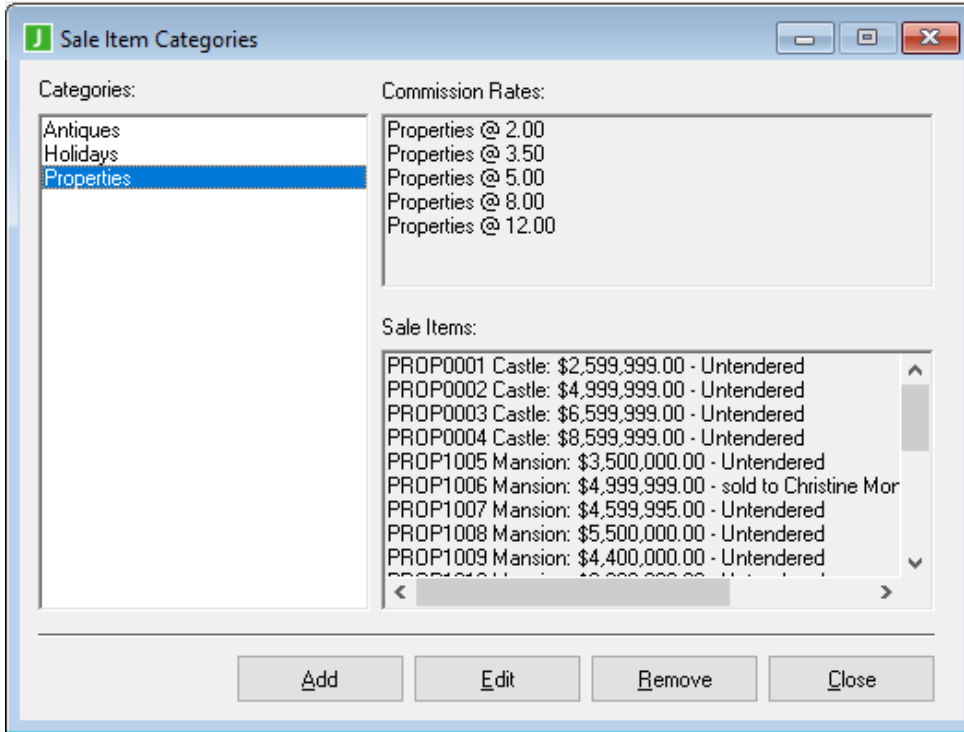 J Sale Item Categories
Categories:
Antiques
Holidays
Properties
Commission Rates:
Properties @ 2.00
Properties @ 3.50
Properties @ 5.00
Properties @ 8.00
Properties @ 12.00
Sale Items:
PROP0001 Castle: $2,599,999.00 - Untendered
PROP0002 Castle: $4,999,999.00 - Untendered
PROP0003 Castle: $6,599,999.00 - Untendered
PROP0004 Castle: $8,599,999.00 - Untendered
PROP1005 Mansion: $3,500,000.00 - Untendered
PROP1006 Mansion: $4,999,999.00 - sold to Christine Mor
PROP1007 Mansion: $4,599,995.00 - Untendered
PROP1008 Mansion: $5,500,000.00 - Untendered
PROP1009 Mansion: $4,400,000.00 - Untendered
Add Edit Remove Close